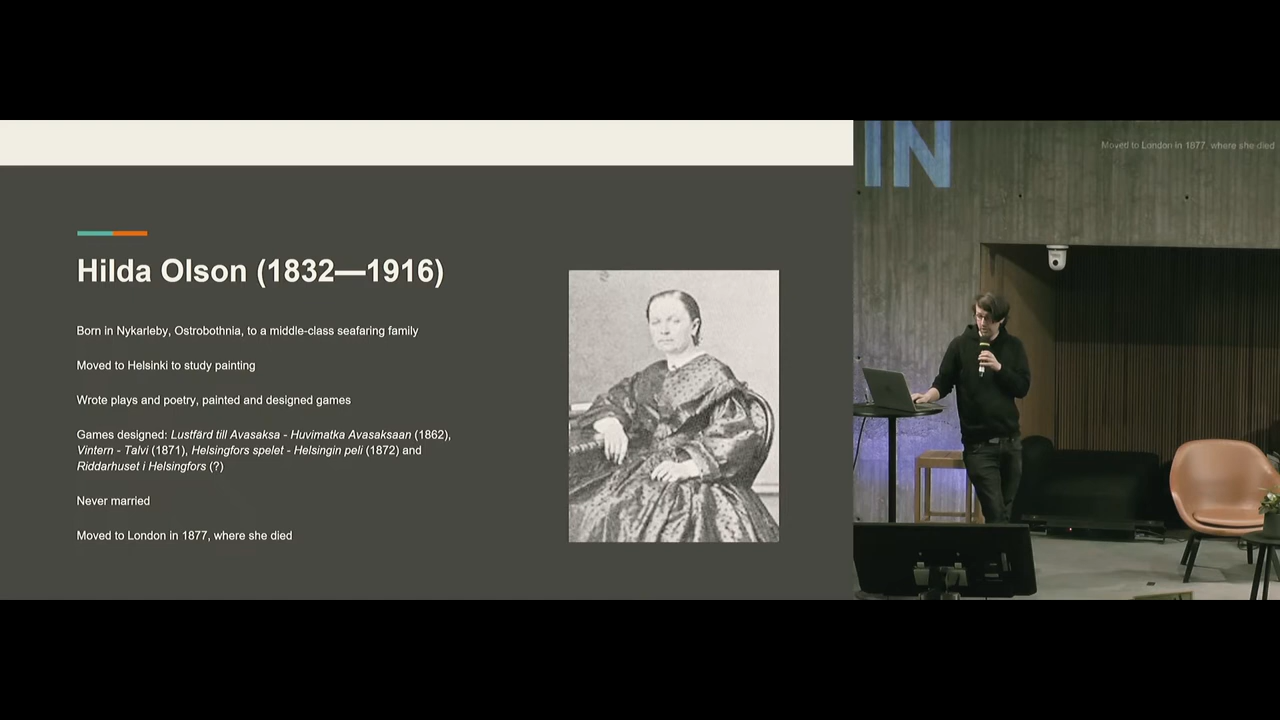 Hilda Olson (1832—1916)
Born in Nykarleby, Ostrobothnia, to a middle-class seafaring family
Moved to Helsinki to study painting
Wrote plays and poetry, painted and designed games
Games designed: Lustfärd till Avasaksa - Huvimatka Avasaksaan (1862),
Vintern - Talvi (1871), Helsingfors spelet - Helsingin peli (1872) and
Riddarhuset i Helsingfors (?)
Never married
Moved to London in 1877, where she died
IN
Moved to London in 1877, where she died